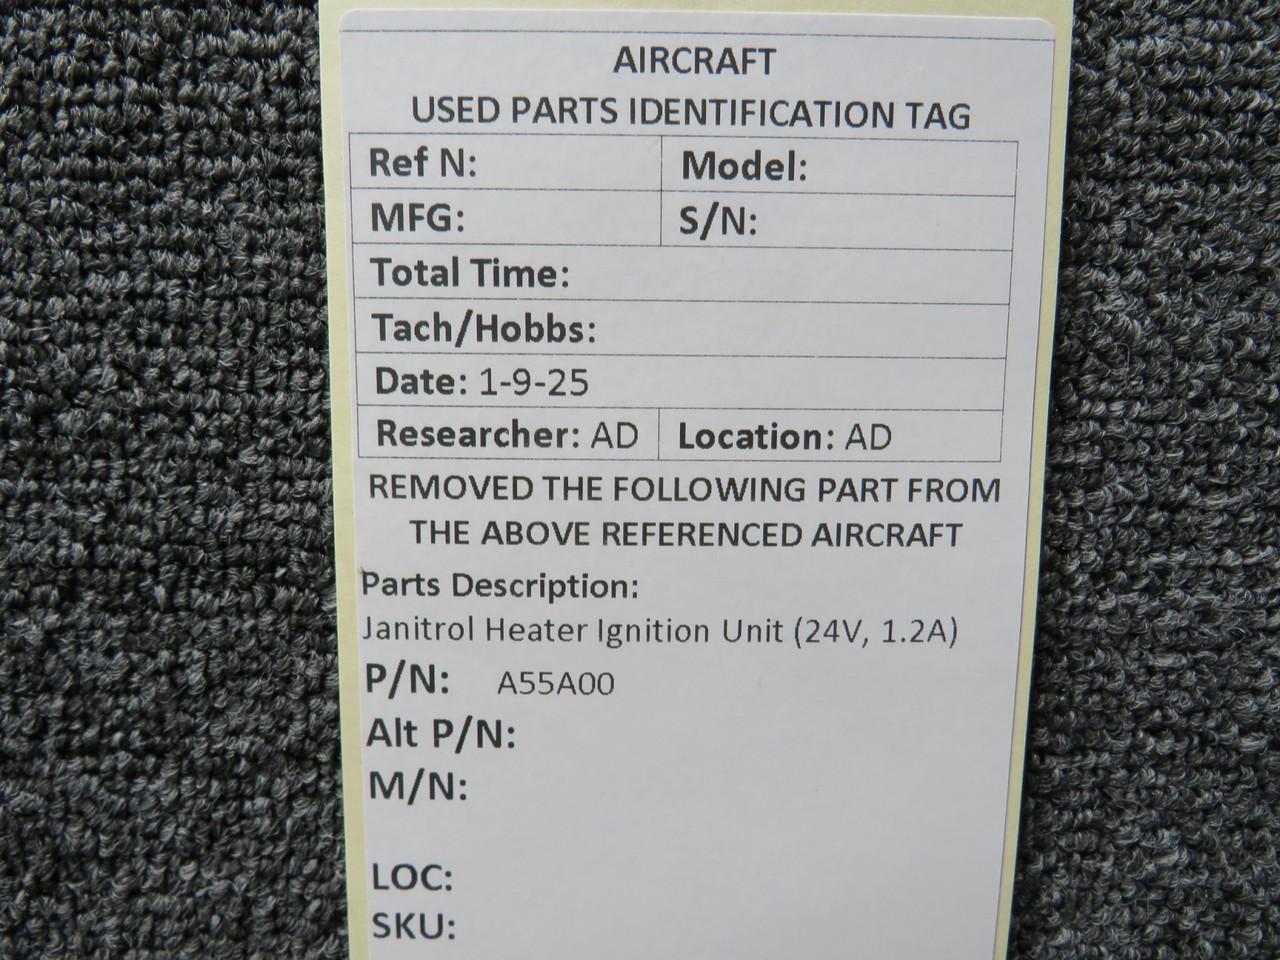 AIRCRAFT
USED PARTS IDENTIFICATION TAG
Ref N: Model:
MFG: S/N:
Total Time:
Tach/Hobbs:
Date: 1-9-25
Researcher: AD Location: AD
REMOVED THE FOLLOWING PART FROM
THE ABOVE REFERENCED AIRCRAFT
Parts Description:
Janitrol Heater Ignition Unit (24V, 1.2A)
P/N: A55A00
Alt P/N:
M/N:
LOC:
SKU: